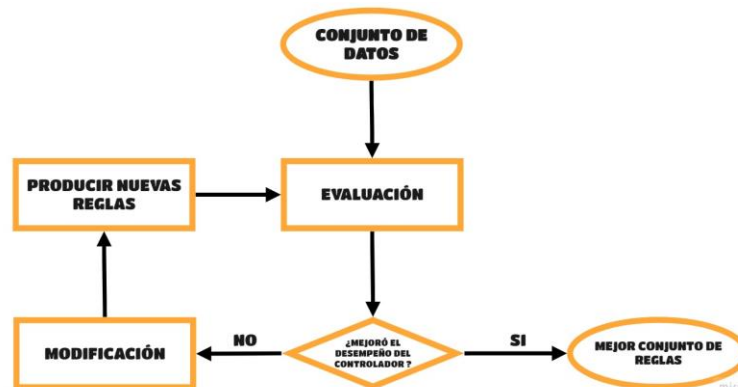 CONJUNTO DE
DATOS
PRODUCIR NUEVAS
REGLAS
EVALUACIÓN
MODIFICACIÓN
NO
¿MEJORÓ EL
DESEMPEÑO DEL
CONTROLADOR ?
SI
MEJOR CONJUNTO DE
REGLAS